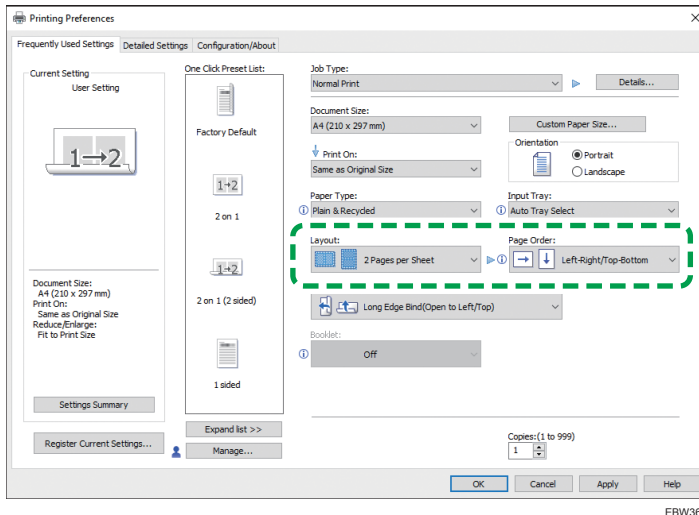 Printing Preferences
Frequently Used Settings Detailed Settings Configuration/About
Current Setting
User Setting
1→2
Document Size:
A4 (210 x 297 mm)
Print On:
Same as Original Size
Reduce/Enlarge:
Fit to Print Size
Settings Summary
Register Current Settings...
One Click Preset List:
Factory Default
1→2
2 on 1
1→2
2 on 1 (2 sided)
1 sided
Expand list >>
Manage...
Job Type:
Normal Print
Details...
Document Size:
A4 (210 x 297 mm)
Custom Paper Size...
Print On:
Same as Original Size
Orientation
Portrait
Landscape
Paper Type:
Plain & Recycled
Input Tray:
Auto Tray Select
Layout:
2 Pages per Sheet
Page Order:
Left-Right/Top-Bottom
Long Edge Bind(Open to Left/Top)
Booklet:
Off
Copies:(1 to 999)
1
OK Cancel Apply Help